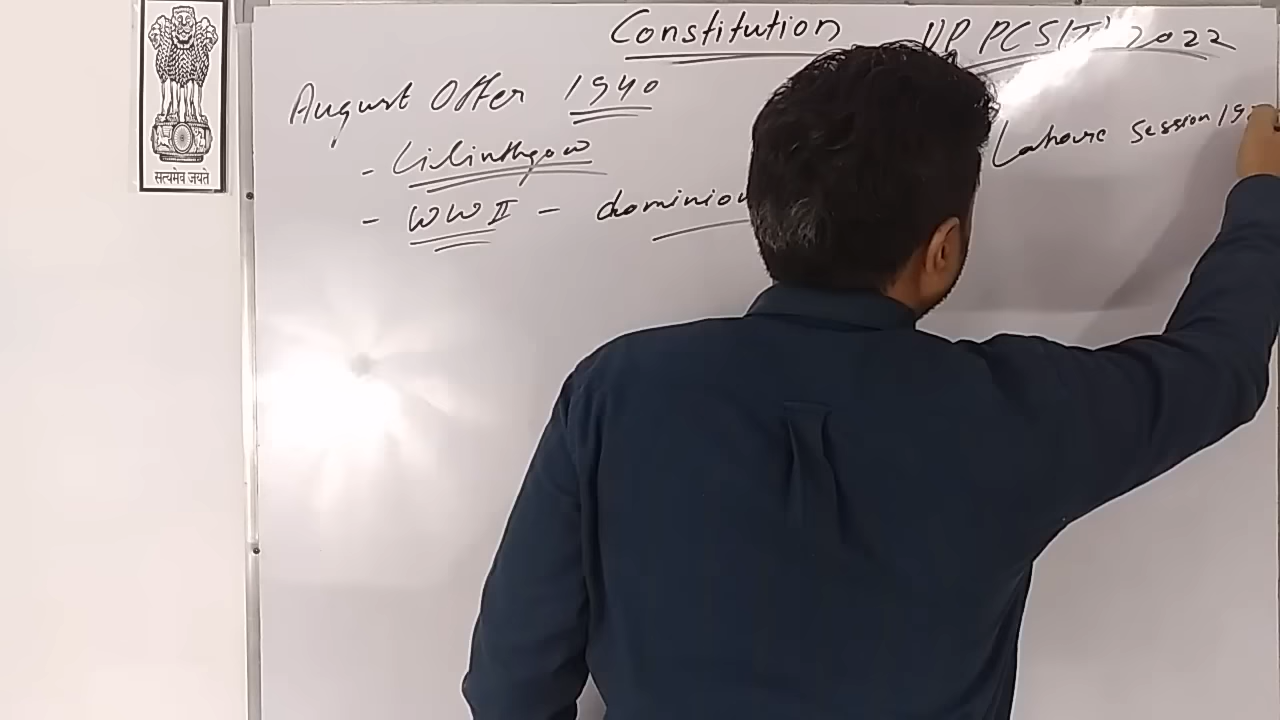 सत्यमेव जयते
Constitution
UP PCS(J) 2022
August Offer 1940
- Lilinthgow
- WW II - dominion
Lahore Session 19